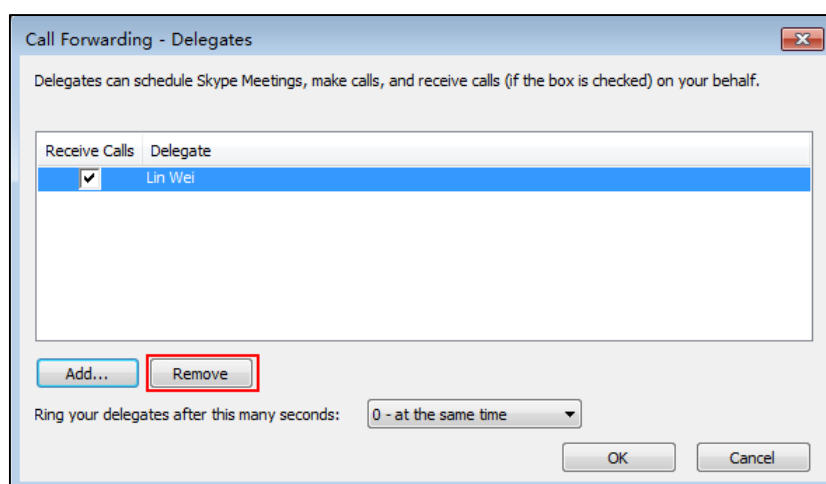 Call Forwarding - Delegates
Delegates can schedule Skype Meetings, make calls, and receive calls (if the box is checked) on your behalf.
Receive Calls Delegate
Lin Wei
Add... Remove
Ring your delegates after this many seconds: 0 - at the same time
OK Cancel